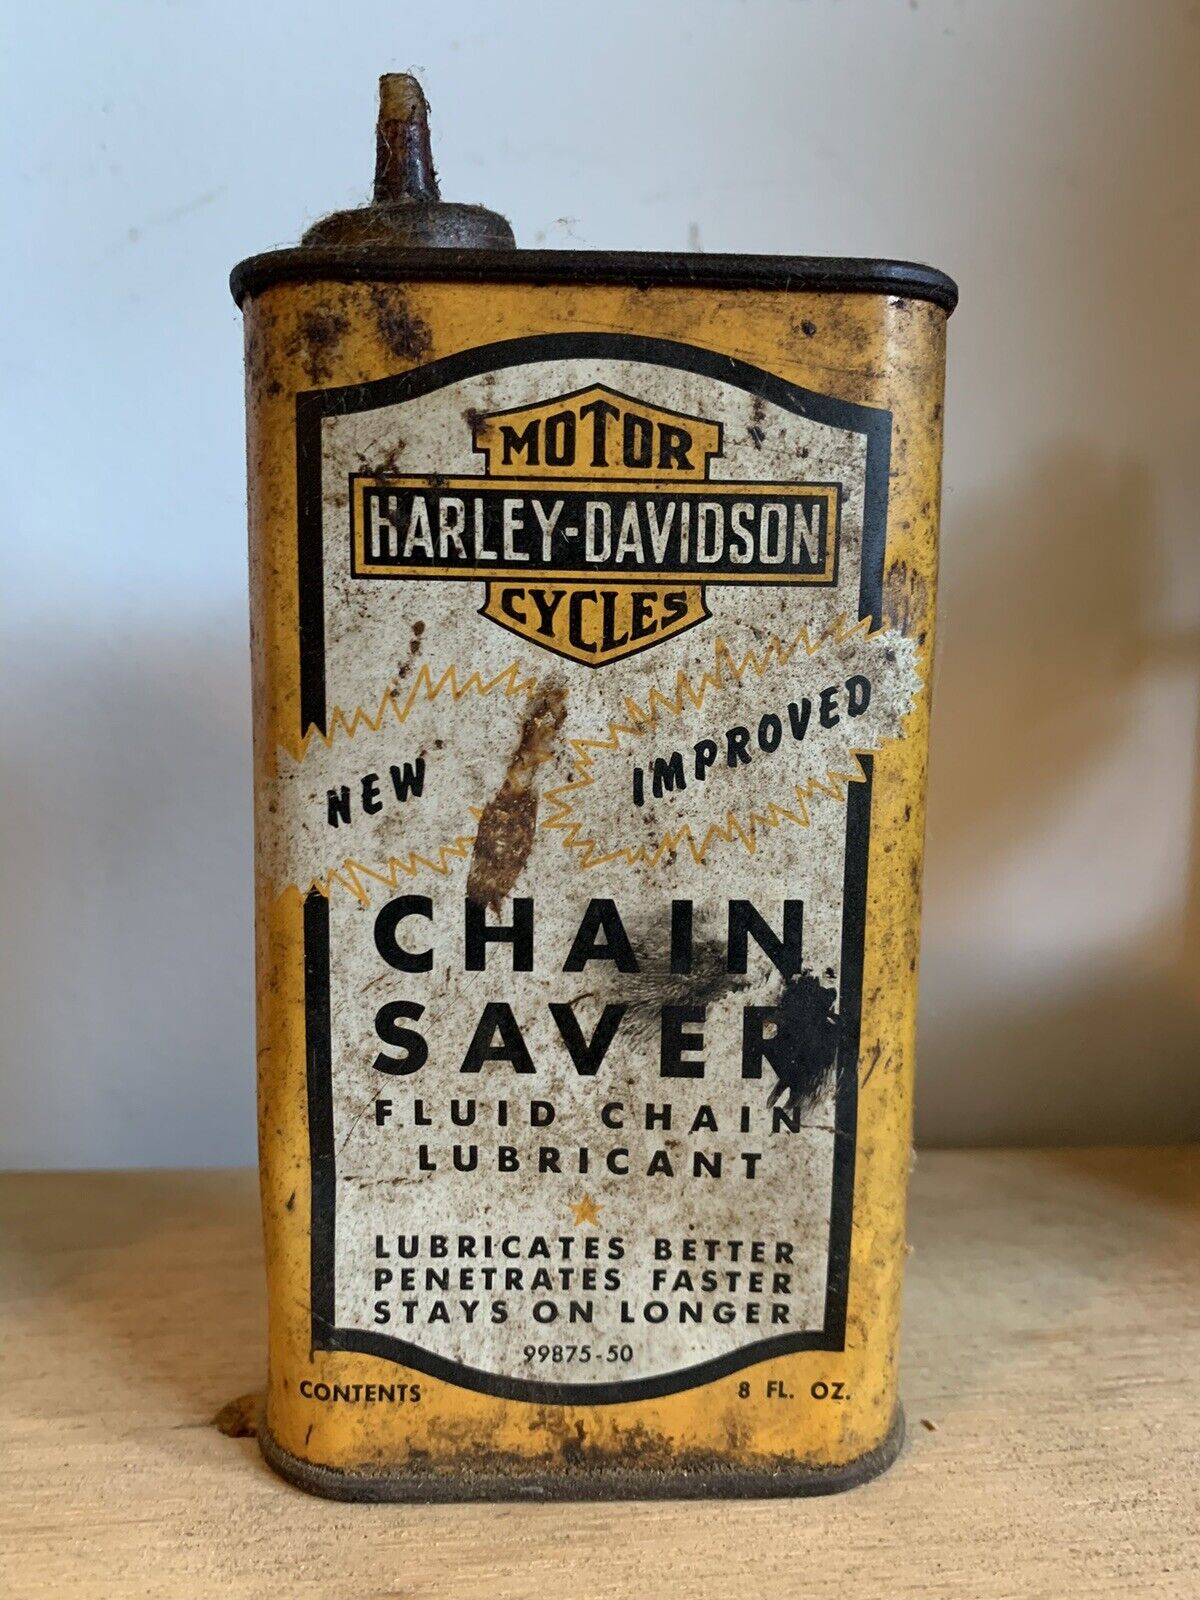 MOTOR
HARLEY-DAVIDSON
CYCLES
NEW
IMPROVED
CHAIN
SAVER
FLUID CHAIN
LUBRICANT
LUBRICATES BETTER
PENETRATES FASTER
STAYS ON LONGER
99875-50
CONTENTS 8 FL. OZ.